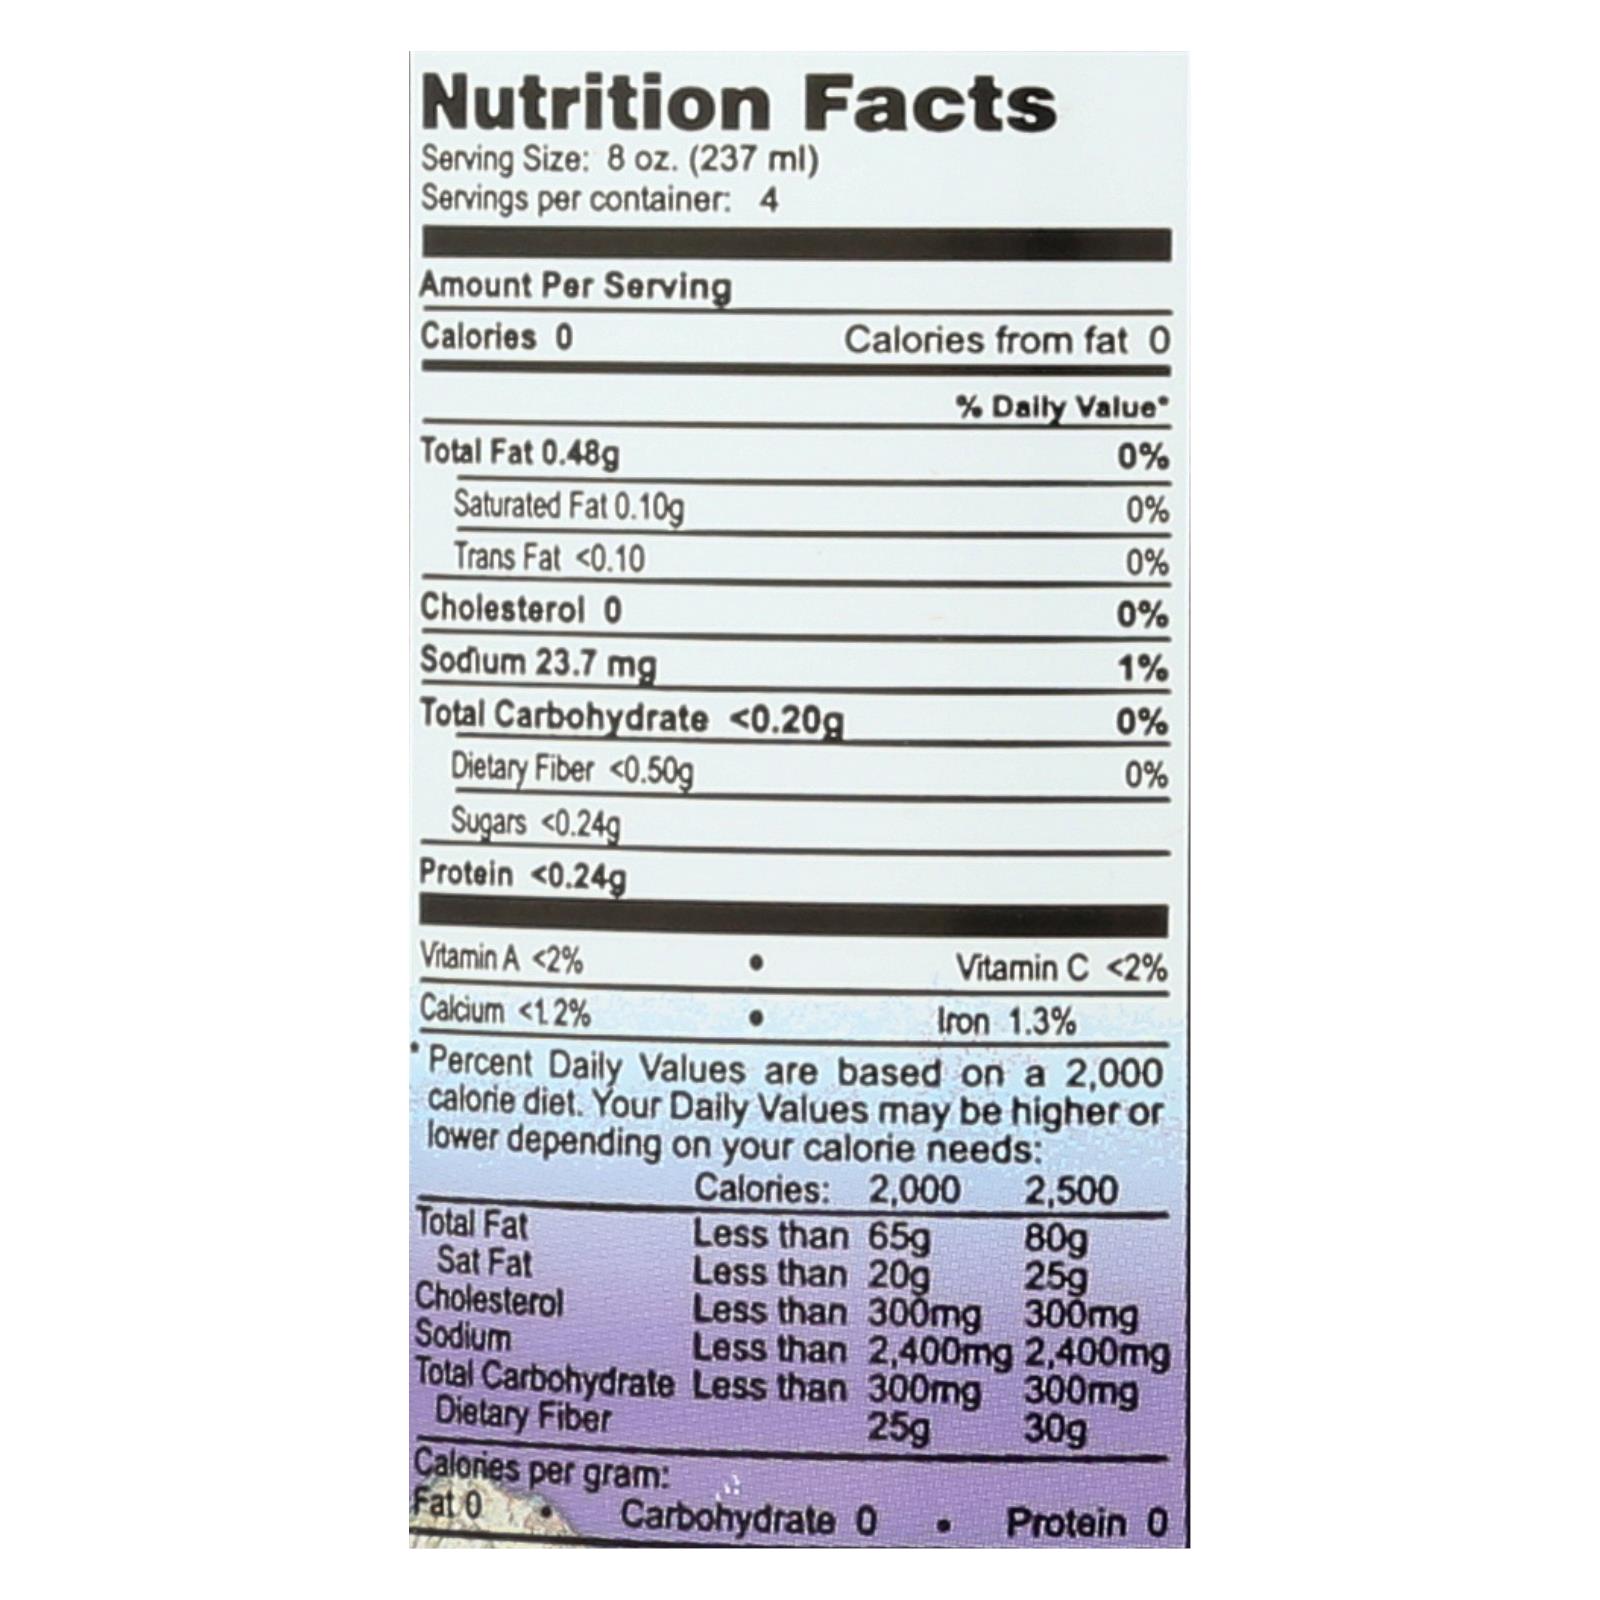 Nutrition Facts
Serving Size: 8 oz. (237 ml)
Servings per container: 4
Amount Per Serving
Calories 0 Calories from fat 0
% Daily Value*
Total Fat 0.48g 0%
Saturated Fat 0.10g 0%
Trans Fat <0.10 0%
Cholesterol 0 0%
Sodium 23.7 mg 1%
Total Carbohydrate <0.20g 0%
Dietary Fiber <0.50g 0%
Sugars <0.24g
Protein <0.24g
Vitamin A <2% • Vitamin C <2%
Calcium <1.2% • Iron 1.3%
* Percent Daily Values are based on a 2,000
calorie diet. Your Daily Values may be higher or
lower depending on your calorie needs:
Calories: 2,000 2,500
Total Fat Less than 65g 80g
Sat Fat Less than 20g 25g
Cholesterol Less than 300mg 300mg
Sodium Less than 2,400mg 2,400mg
Total Carbohydrate Less than 300mg 300mg
Dietary Fiber 25g 30g
Calories per gram:
Fat 0 • Carbohydrate 0 • Protein 0